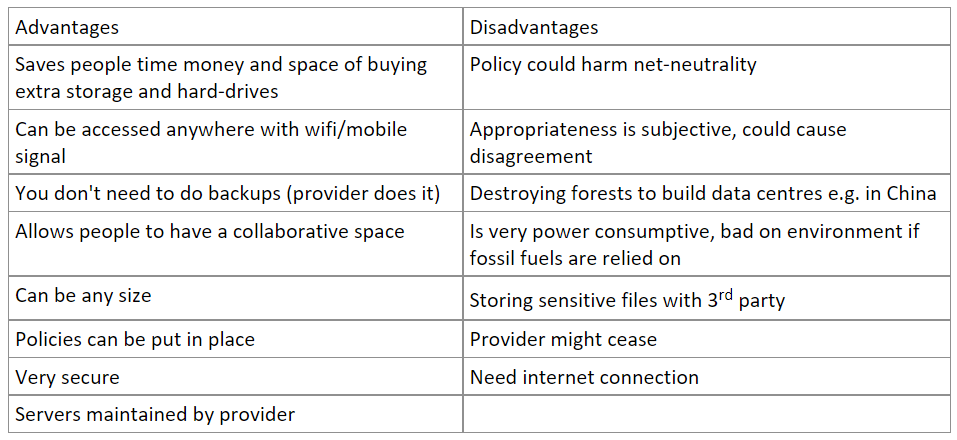 Advantages
Disadvantages
Saves people time money and space of buying
extra storage and hard-drives
Policy could harm net-neutrality
Can be accessed anywhere with wifi/mobile
signal
Appropriateness is subjective, could cause
disagreement
You don't need to do backups (provider does it)
Destroying forests to build data centres e.g. in China
Allows people to have a collaborative space
Is very power consumptive, bad on environment if
fossil fuels are relied on
Can be any size
Storing sensitive files with 3rd party
Policies can be put in place
Provider might cease
Very secure
Need internet connection
Servers maintained by provider